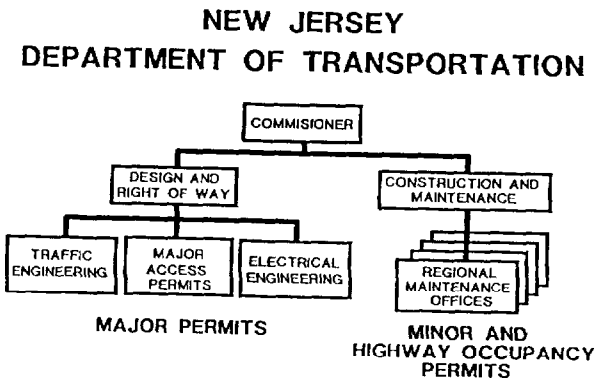 NEW JERSEY
DEPARTMENT OF TRANSPORTATION
COMMISIONER
DESIGN AND
RIGHT OF WAY
CONSTRUCTION AND
MAINTENANCE
TRAFFIC
ENGINEERING
MAJOR
ACCESS
PERMITS
ELECTRICAL
ENGINEERING
REGIONAL
MAINTENANCE
OFFICES
MAJOR PERMITS
MINOR AND
HIGHWAY OCCUPANCY
PERMITS